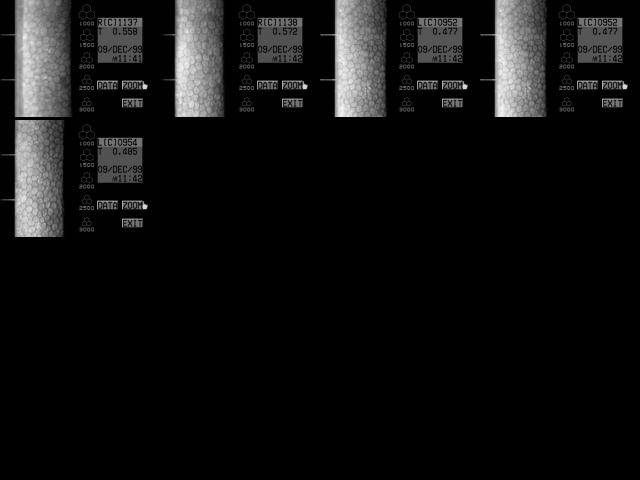 1000
R(C)1137
T 0.558
1500
09/DEC/99
11:41
2000
2500
DATA ZOOM
3000
EXIT
1000
R(C)1138
T 0.572
1500
09/DEC/99
11:42
2000
2500
DATA ZOOM
3000
EXIT
1000
L(C)0952
T 0.477
1500
09/DEC/99
11:42
2000
2500
DATA ZOOM
3000
EXIT
1000
L(C)0952
T 0.477
1500
09/DEC/99
11:42
2000
2500
DATA ZOOM
3000
EXIT
1000
L(C)0954
T 0.485
1500
09/DEC/99
11:42
2000
2500
DATA ZOOM
3000
EXIT